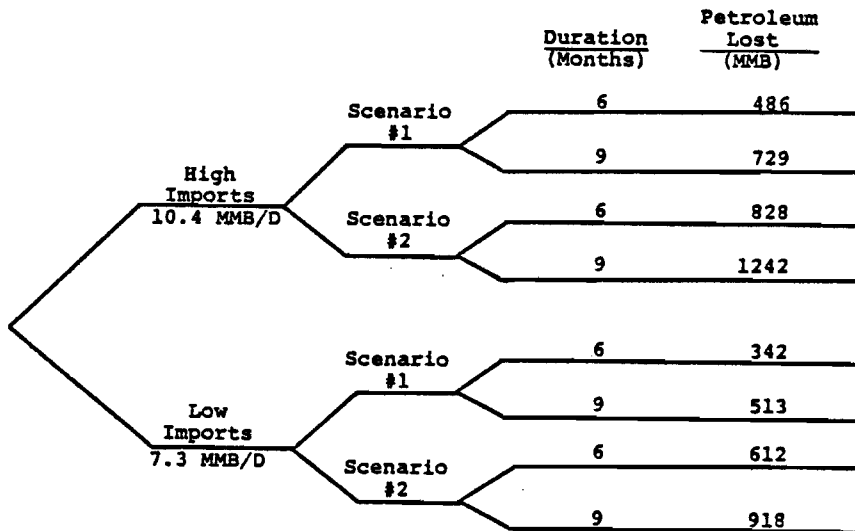 Petroleum
Duration Lost
(Months) (MMB)
Scenario
#1
6 486
9 729
High
Imports
10.4 MMB/D
Scenario
#2
6 828
9 1242
Scenario
#1
6 342
9 513
Low
Imports
7.3 MMB/D
Scenario
#2
6 612
9 918